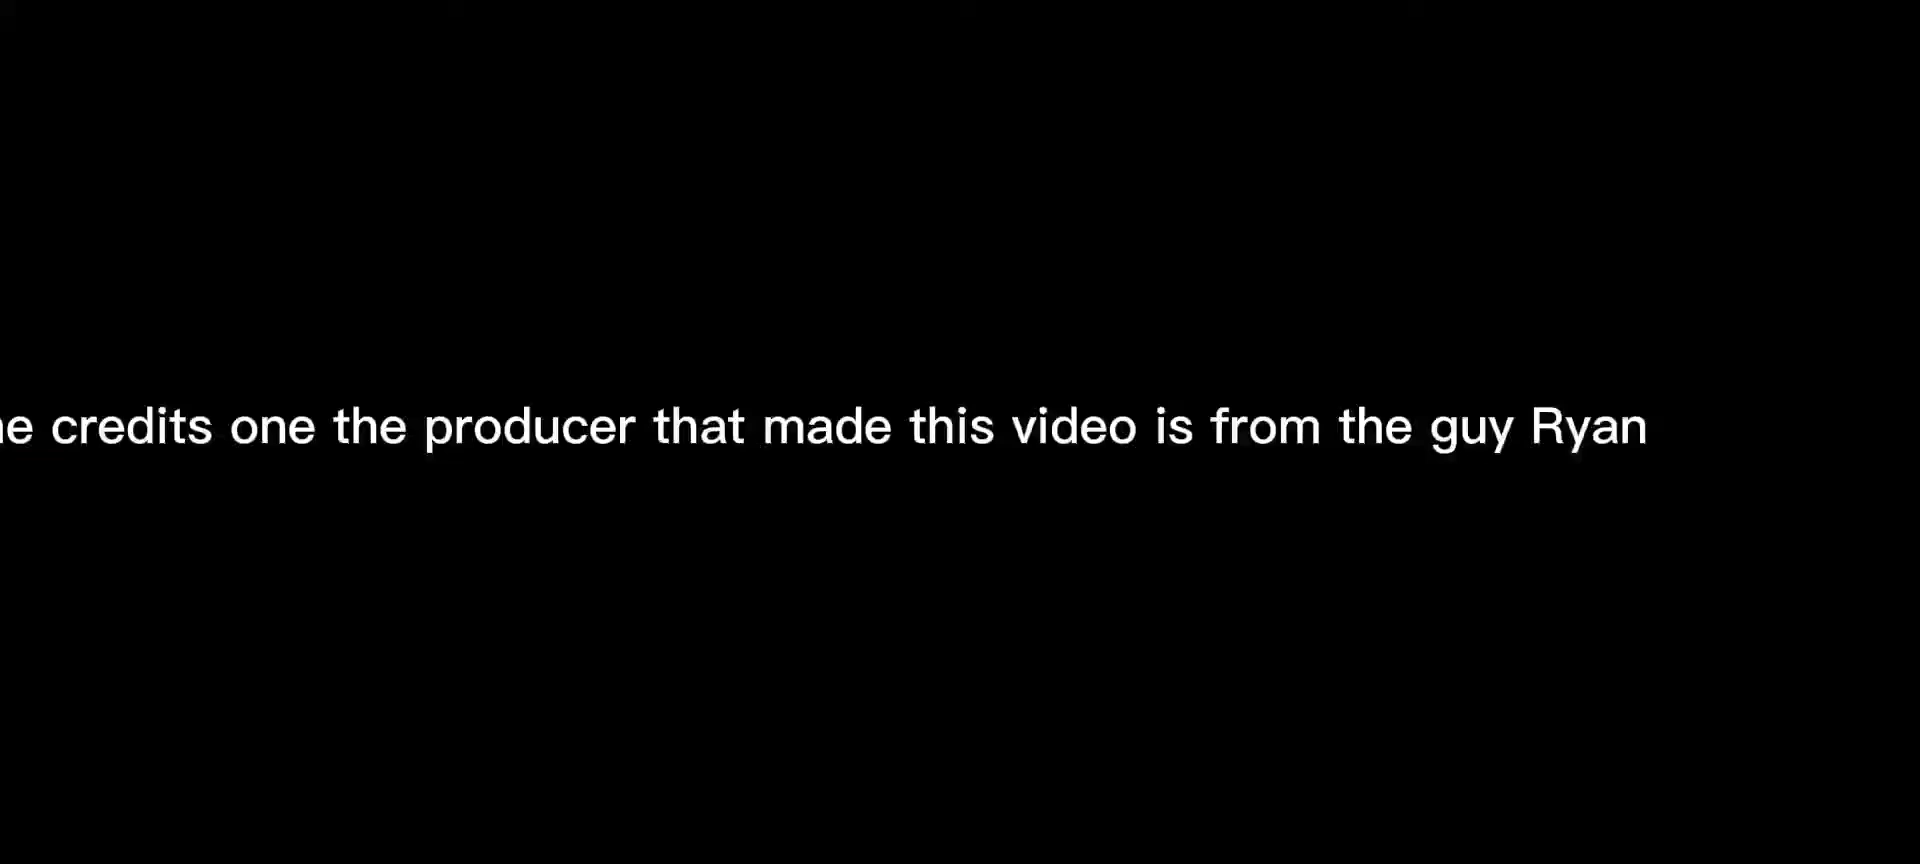 credits one the producer that made this video is from the guy Ryan